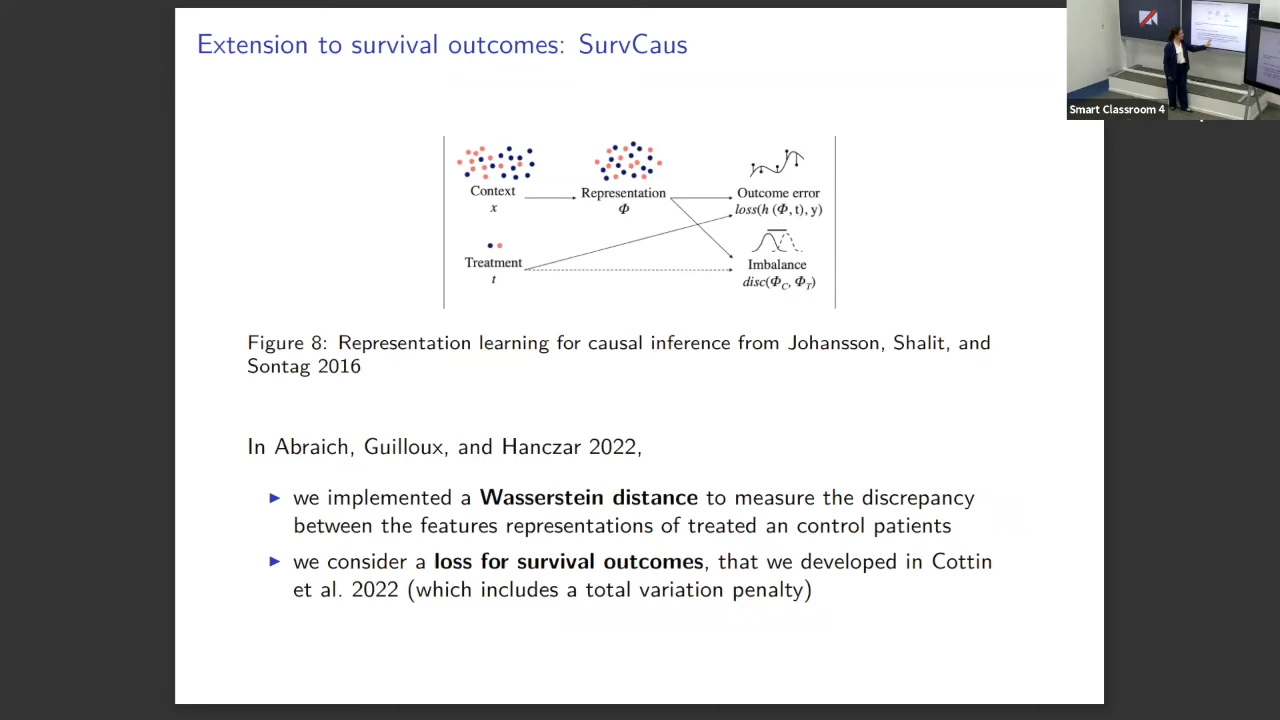 Extension to survival outcomes: SurvCaus
Smart Classroom 4
Context
x
Representation
Φ
Outcome error
loss(h (Φ, t), y)
Treatment
t
Imbalance
disc(Φ_C, Φ_T)
Figure 8: Representation learning for causal inference from Johansson, Shalit, and
Sontag 2016
In Abraich, Guilloux, and Hanczar 2022,
▶ we implemented a Wasserstein distance to measure the discrepancy
between the features representations of treated an control patients
▶ we consider a loss for survival outcomes, that we developed in Cottin
et al. 2022 (which includes a total variation penalty)